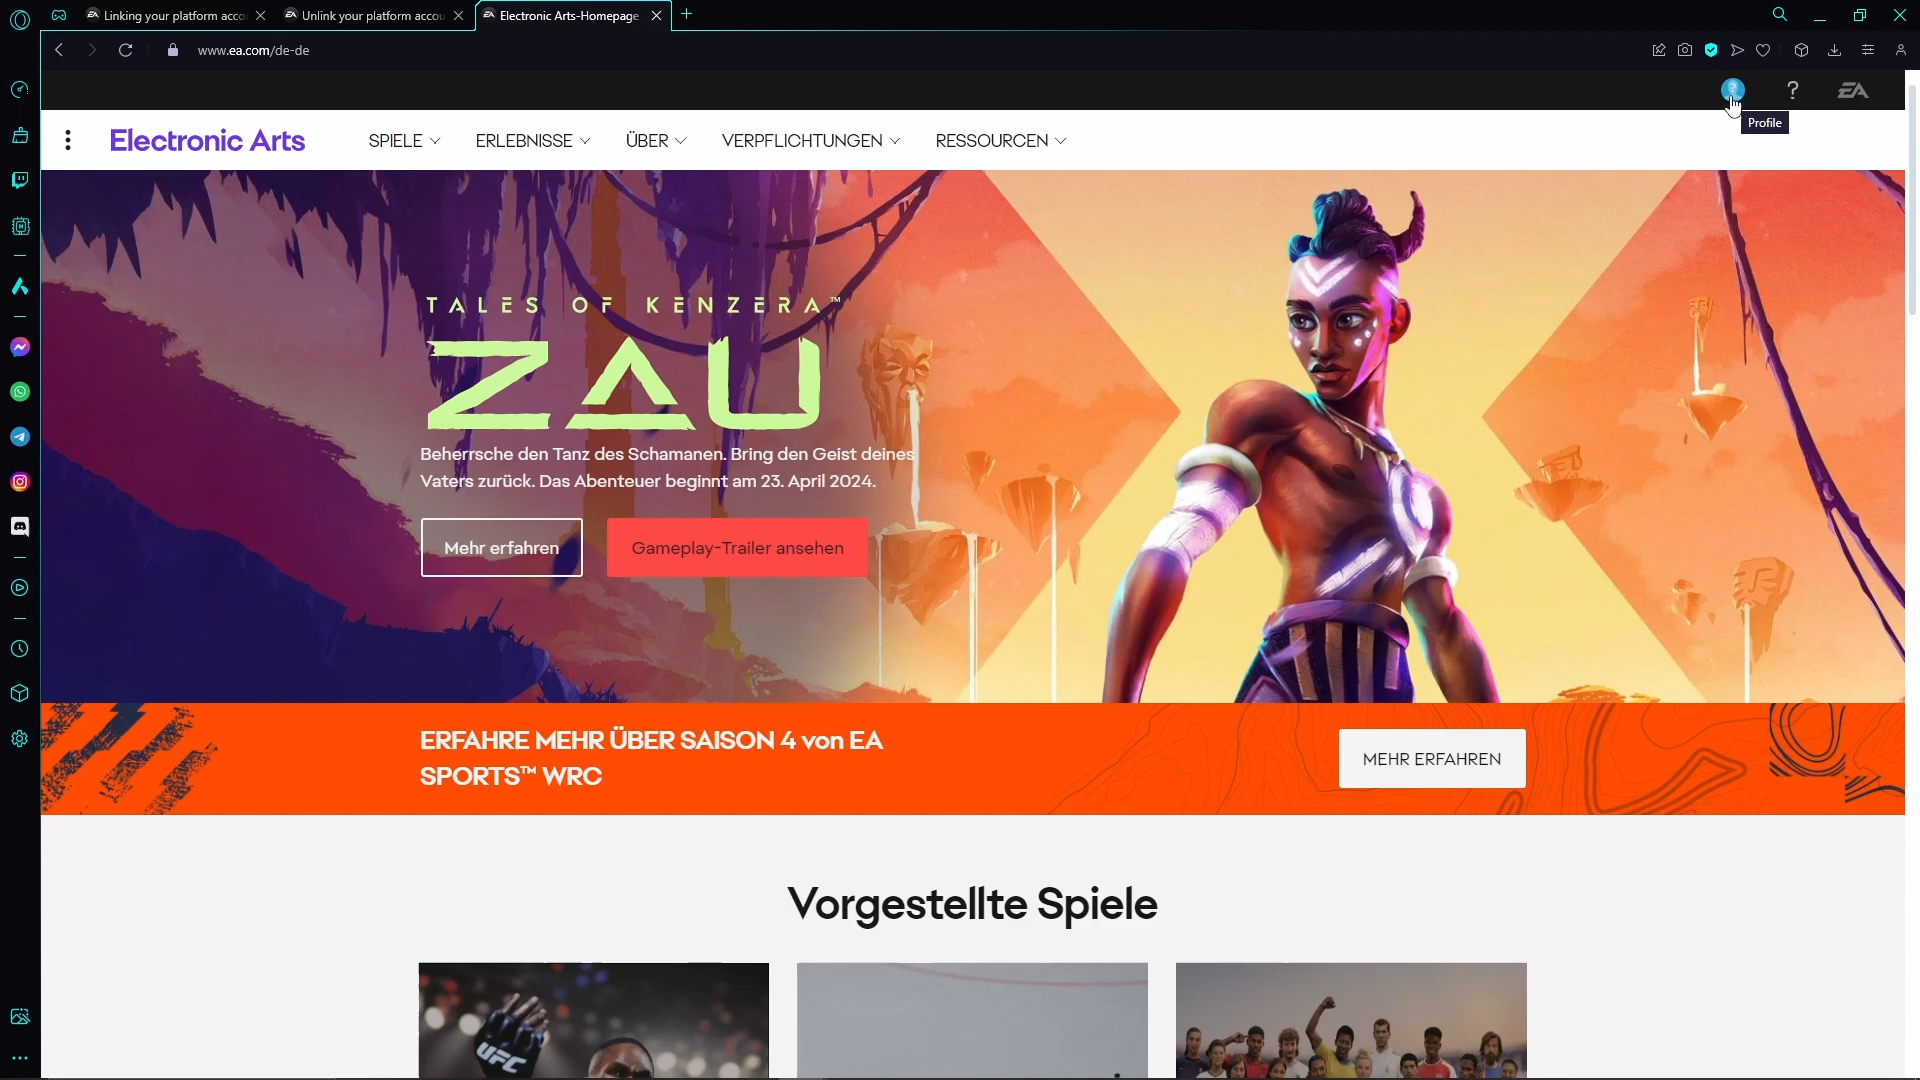 Linking your platform acco
Unlink your platform accou
Electronic Arts-Homepage
www.ea.com/de-de
?
EA
Profile
Electronic Arts
SPIELE
ERLEBNISSE
ÜBER
VERPFLICHTUNGEN
RESSOURCEN
TALES OF KENZERA™
ZAU
Beherrsche den Tanz des Schamanen. Bring den Geist deines
Vaters zurück. Das Abenteuer beginnt am 23. April 2024.
Mehr erfahren
Gameplay-Trailer ansehen
ERFAHRE MEHR ÜBER SAISON 4 von EA
SPORTS™ WRC
MEHR ERFAHREN
Vorgestellte Spiele
UFC